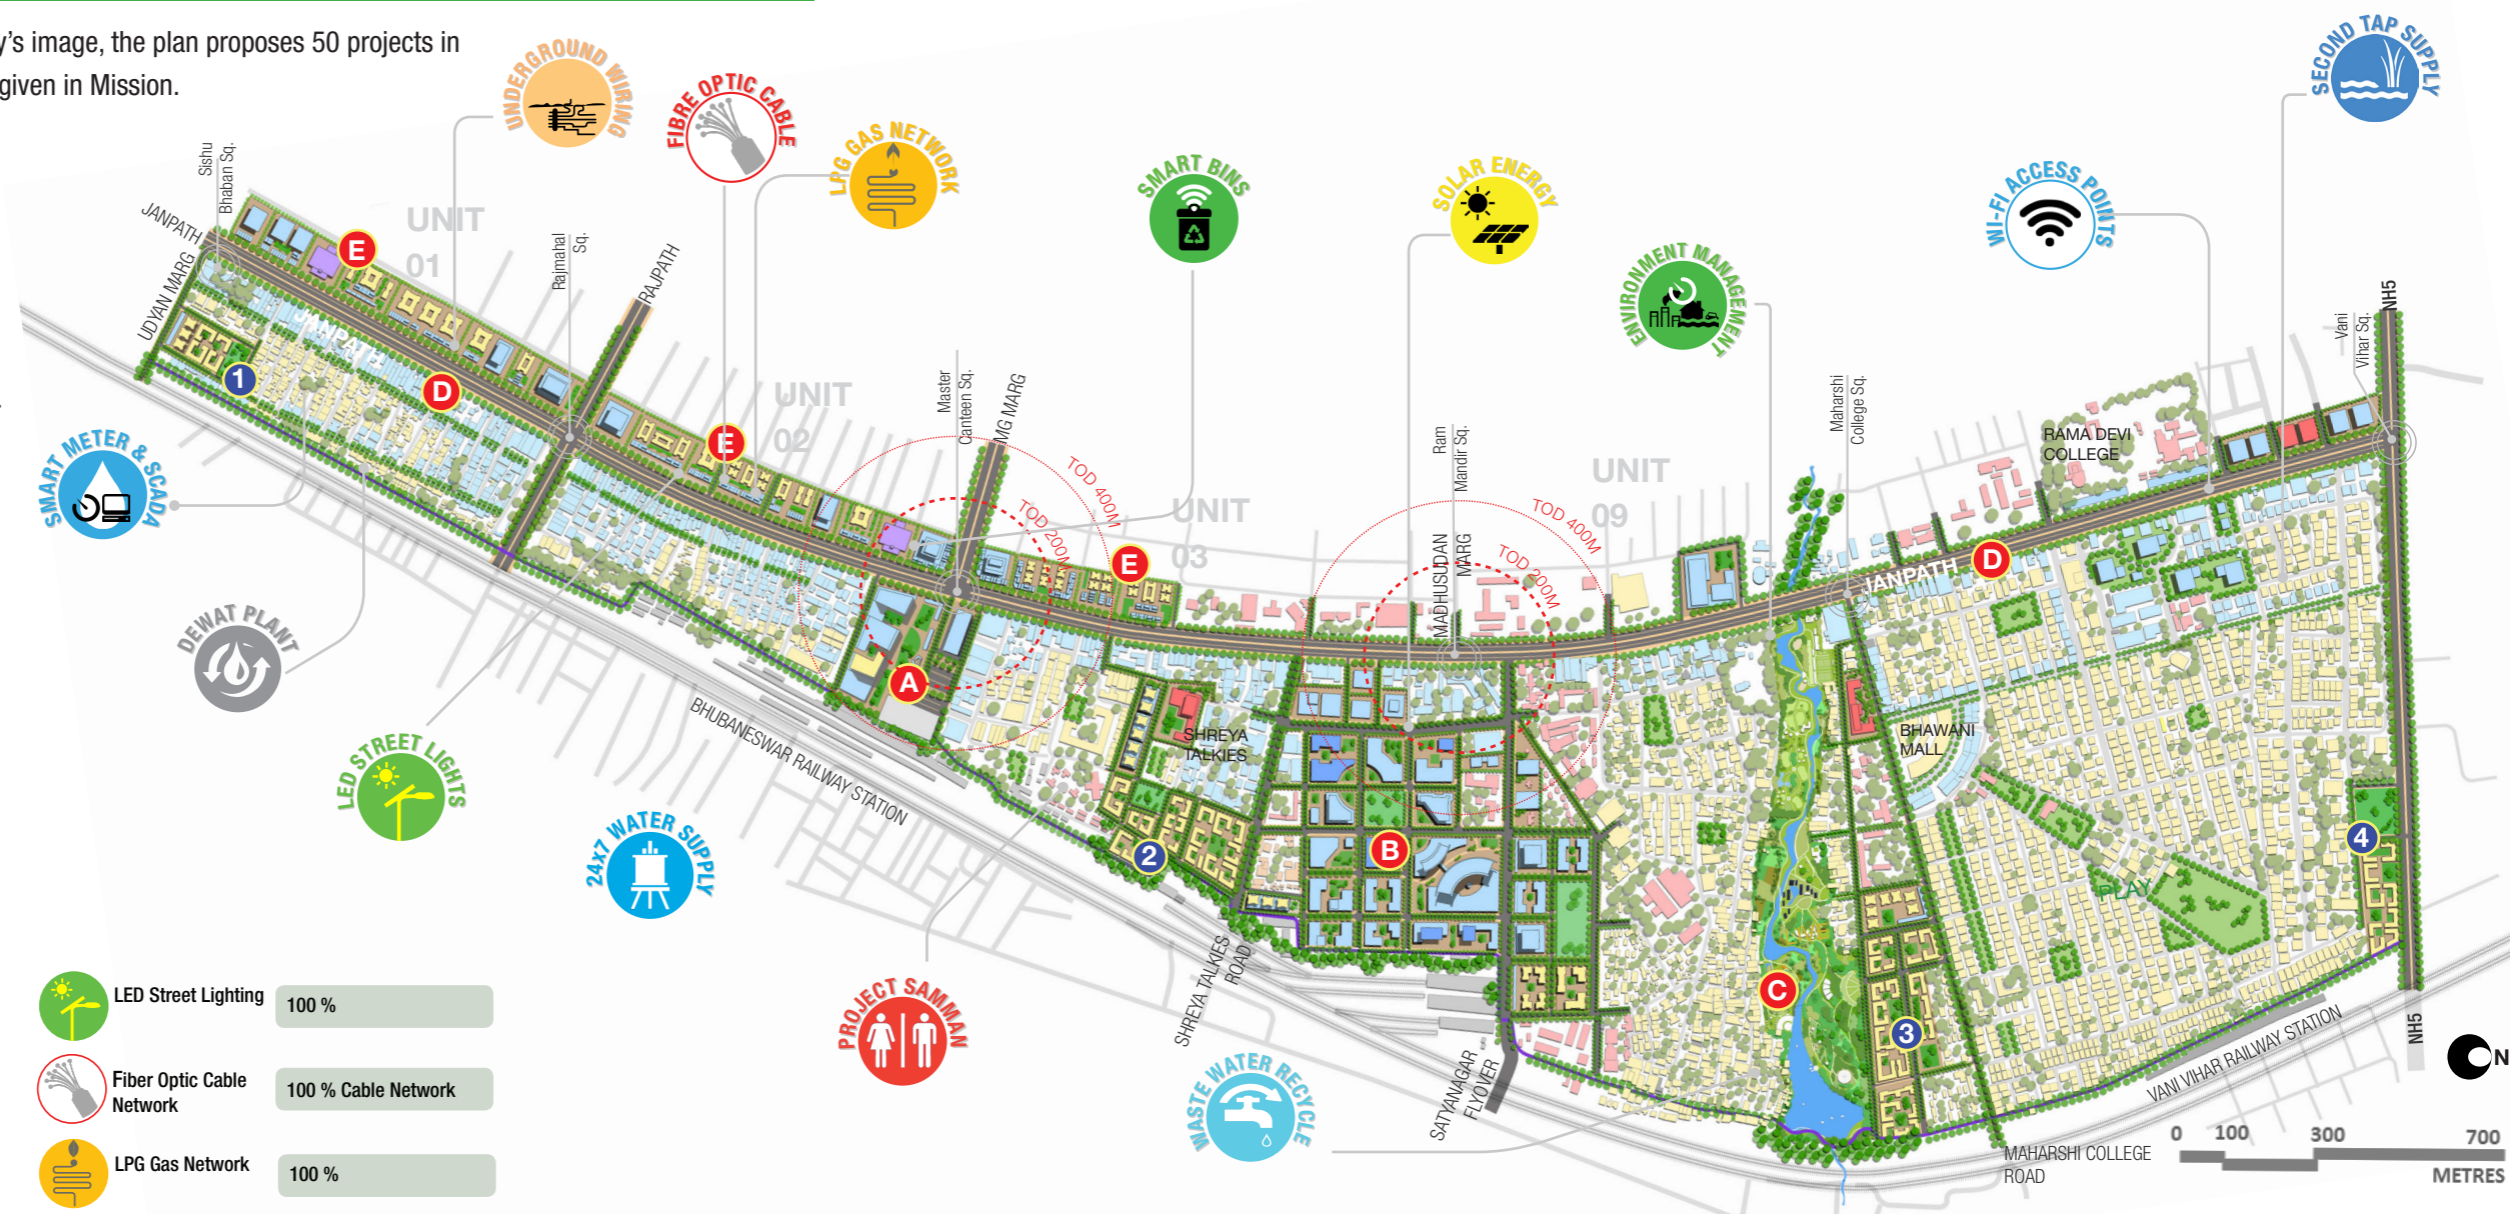 y’s image, the plan proposes 50 projects in
given in Mission.
UNDERGROUND WIRING
FIBRE OPTIC CABLE
LPG GAS NETWORK
SMART BINS
SOLAR ENERGY
ENVIRONMENT MANAGEMENT
WI-FI ACCESS POINTS
SECOND TAP SUPPLY
Sishu
Bhaban Sq.
JANPATH
UDYAN MARG
E
UNIT
01
Rajmahal
Sq.
RAJPATH
JANPATH
1
D
E
UNIT
02
Master
Canteen Sq.
MG MARG
TOD 400M
TOD 200M
E
UNIT
03
Ram
Mandir Sq.
MADHUSUDAN
MARG
TOD 400M
TOD 200M
UNIT
09
Maharshi
College Sq.
JANPATH
D
RAMA DEVI
COLLEGE
Vani
Vihar Sq.
NH5
SMART METER & SCADA
DEWAT PLANT
LED STREET LIGHTS
24x7 WATER SUPPLY
BHUBANESWAR RAILWAY STATION
A
SHREYA
TALKIES
2
B
BHAWANI
MALL
PLAY
4
C
3
PROJECT SAMMAN
SHREYA TALKIES
ROAD
WASTE WATER RECYCLE
SATYANAGAR
FLYOVER
VANI VIHAR RAILWAY STATION
NH5
N
MAHARSHI COLLEGE
ROAD
0 100 300 700
METRES
LED Street Lighting
100 %
Fiber Optic Cable
Network
100 % Cable Network
LPG Gas Network
100 %